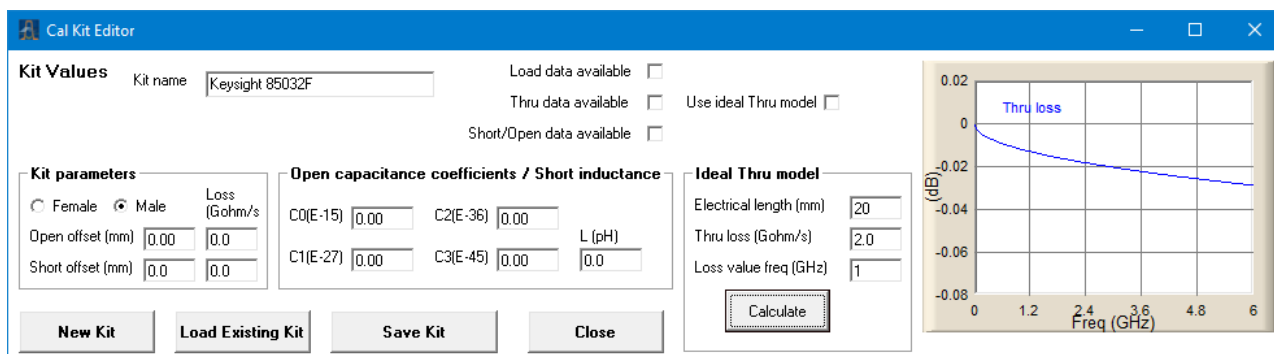 Cal Kit Editor
Kit Values
Kit name
Keysight 85032F
Load data available
Thru data available
Use ideal Thru model
Short/Open data available
Kit parameters
Female
Male
Loss
(Gohm/s
Open offset (mm)
0.00
0.0
Short offset (mm)
0.0
0.0
Open capacitance coefficients / Short inductance
C0(E-15)
0.00
C2(E-36)
0.00
C1(E-27)
0.00
C3(E-45)
0.00
L (pH)
0.0
Ideal Thru model
Electrical length (mm)
20
Thru loss (Gohm/s)
2.0
Loss value freq (GHz)
1
Calculate
New Kit
Load Existing Kit
Save Kit
Close
0.02
0
-0.02
-0.04
-0.06
-0.08
(dB)
Thru loss
0
1.2
2.4
3.6
4.8
6
Freq (GHz)